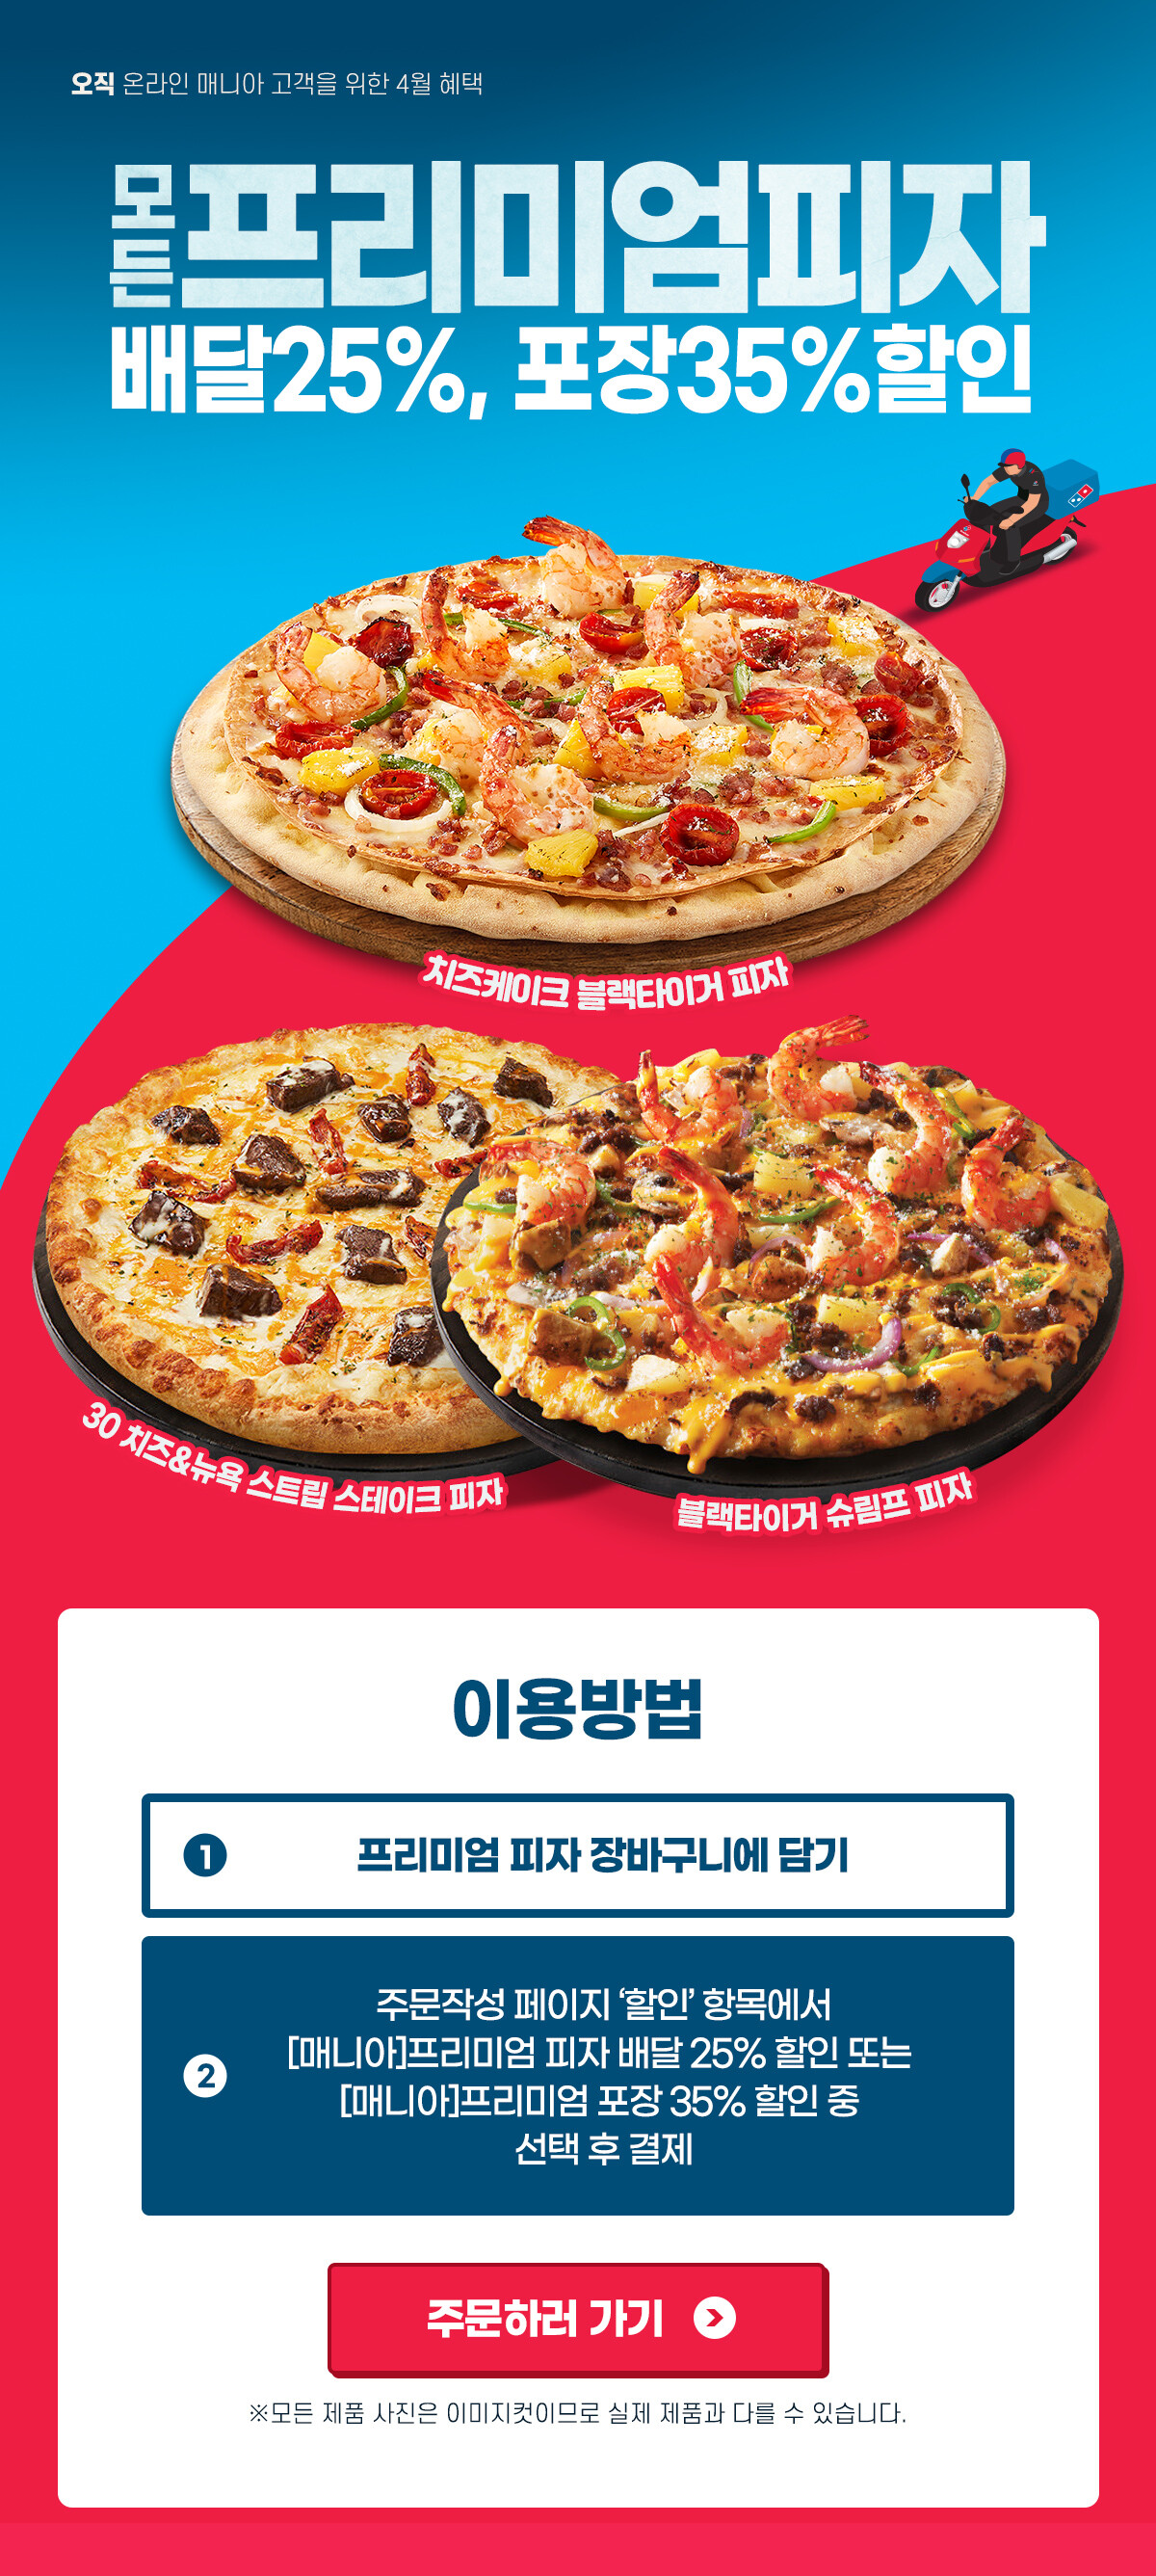 오직 온라인 매니아 고객을 위한 4월 혜택
모든 프리미엄피자
배달25%, 포장35%할인
치즈케이크 블랙타이거 피자
30 치즈&뉴욕 스트립 스테이크 피자
블랙타이거 슈림프 피자
이용방법
1 프리미엄 피자 장바구니에 담기
2
주문작성 페이지 ‘할인’ 항목에서
[매니아]프리미엄 피자 배달 25% 할인 또는
[매니아]프리미엄 포장 35% 할인 중
선택 후 결제
주문하러 가기
※모든 제품 사진은 이미지컷이므로 실제 제품과 다를 수 있습니다.